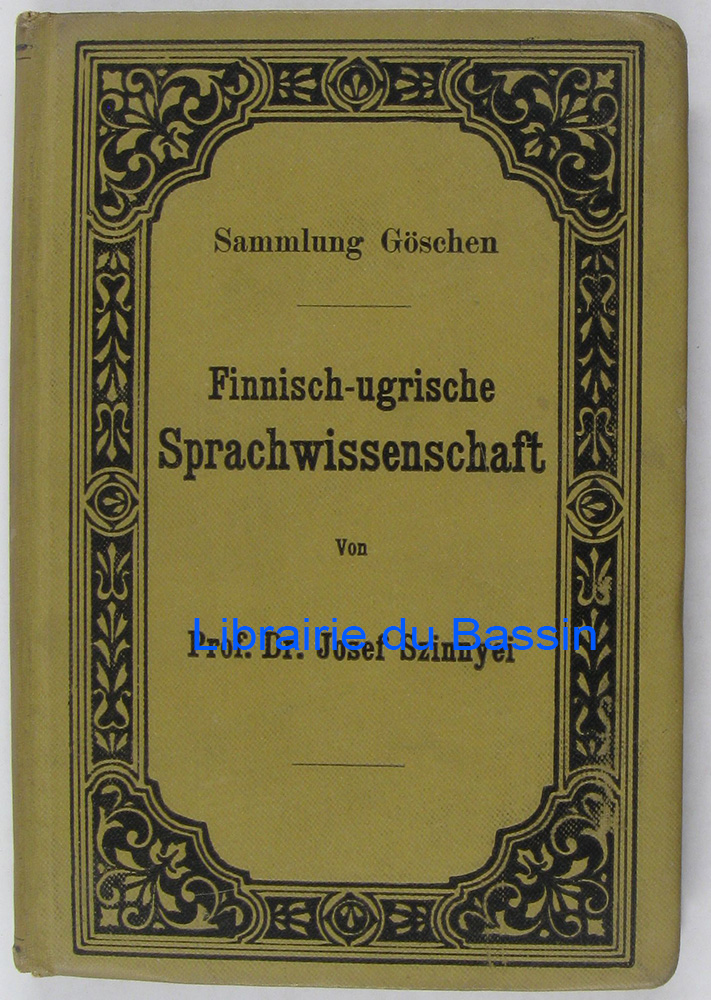 Sammlung Göschen
Finnisch-ugrische
Sprachwissenschaft
Von
Prof. Dr. Josef Szinnyei
Librairie du Bassin